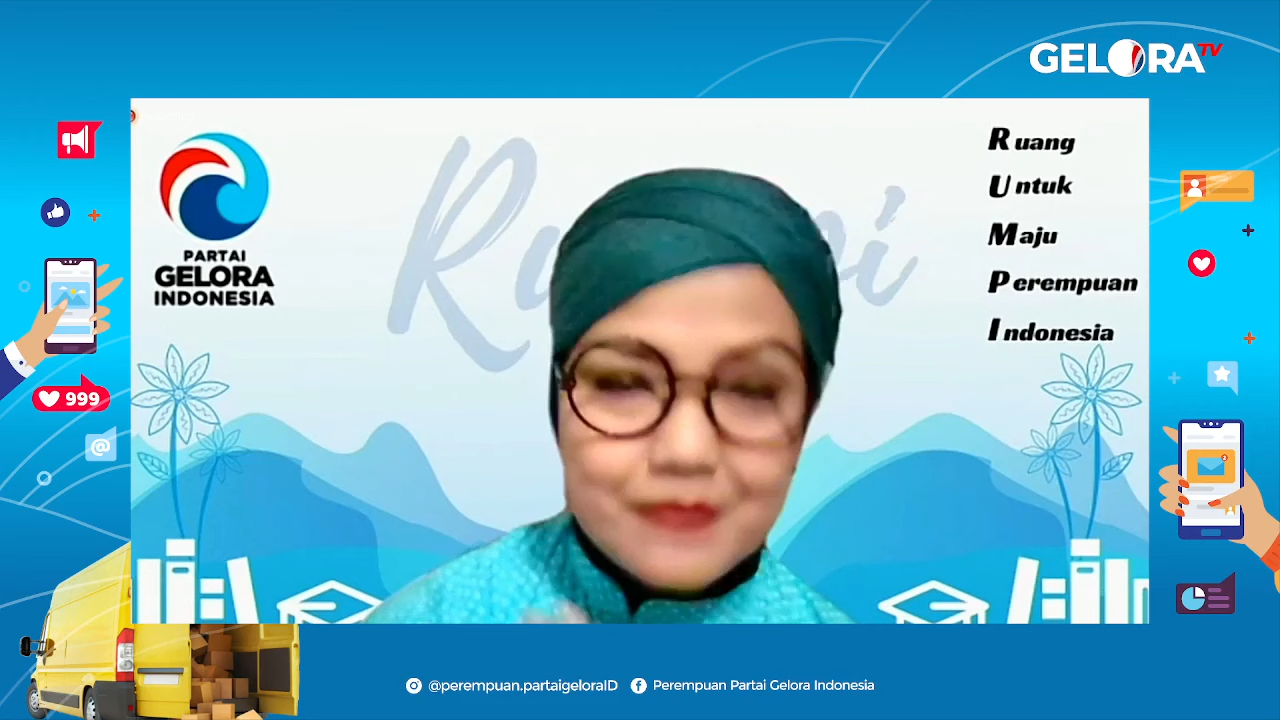 GELORA TV
PARTAI
GELORA
INDONESIA
Ruang
Untuk
Maju
Perempuan
Indonesia
999
@
@perempuan.partaigeloraID
Perempuan Partai Gelora Indonesia